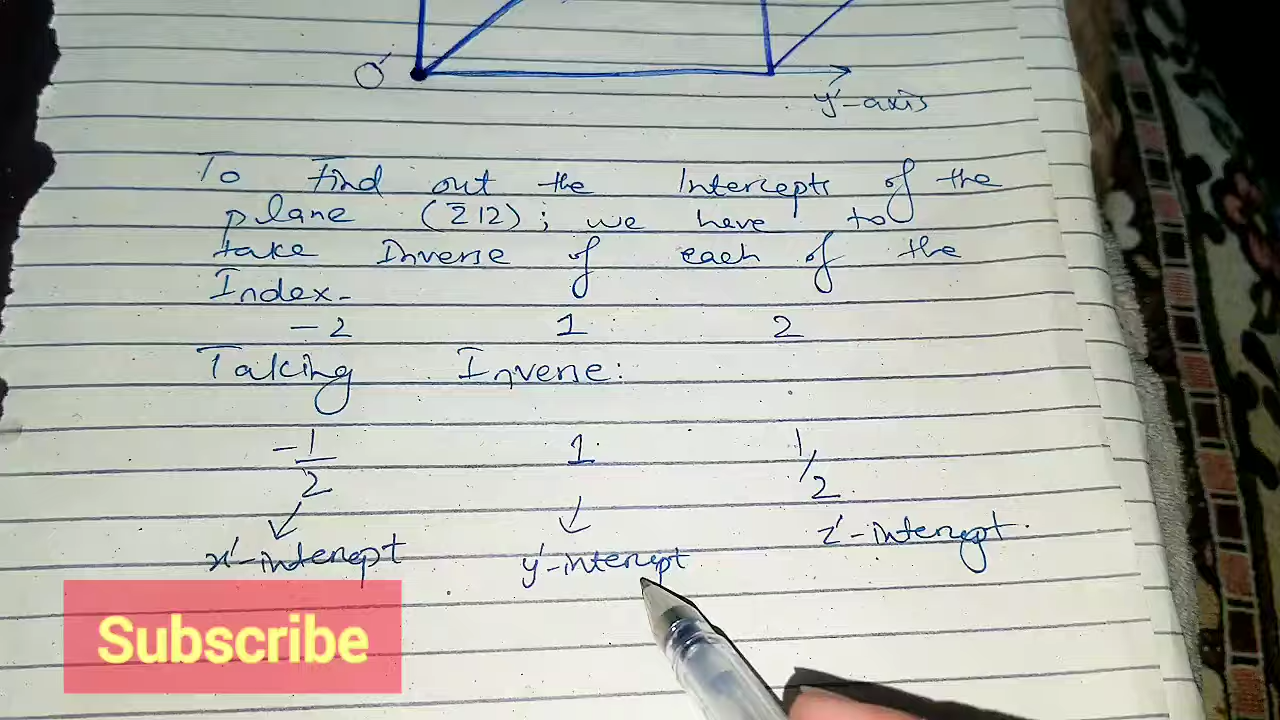 O'
y'-axis
To find out the Intercepts of the
plane (2̅12); we have to
take Inverse of each of the
Index-
-2 1 2
Taking Inverse:
-1/2 1 1/2
x'-intercept y'-intercept z'-intercept.
Subscribe